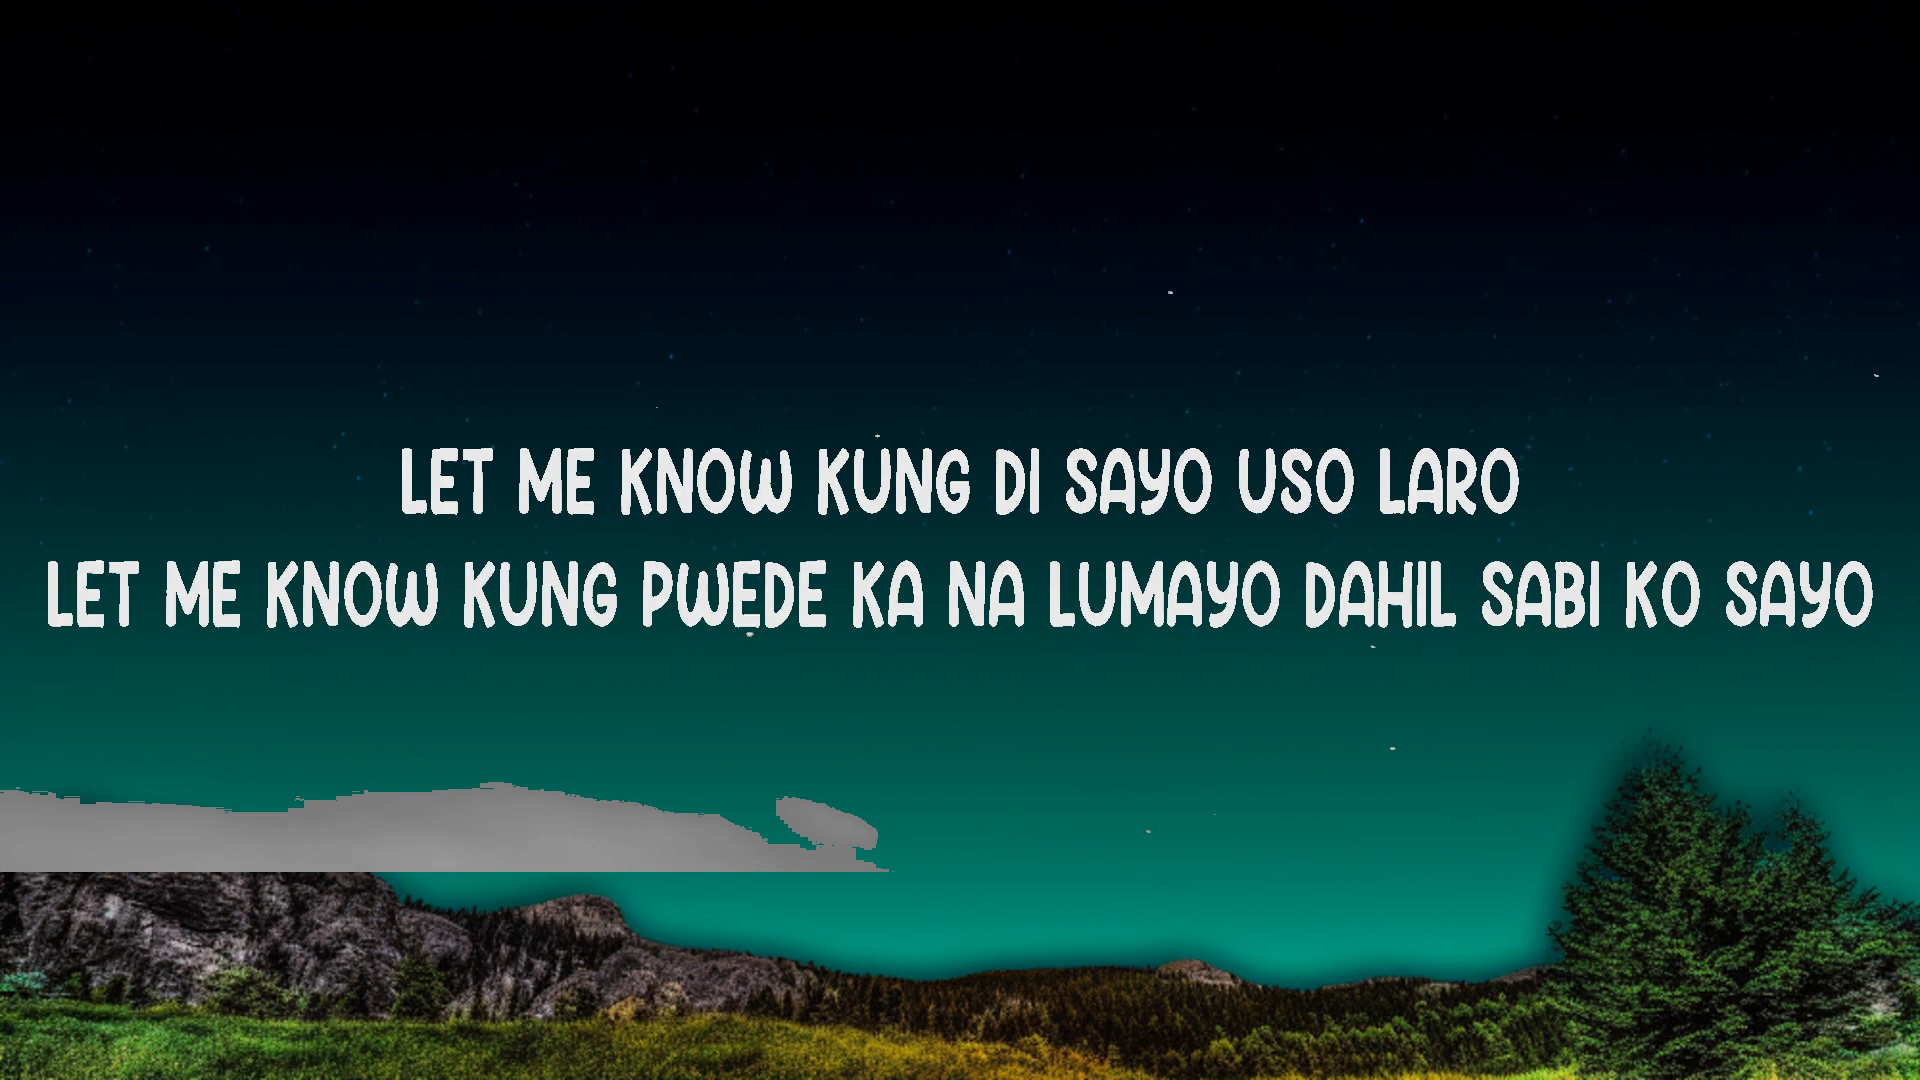 LET ME KNOW KUNG DI SAYO USO LARO
LET ME KNOW KUNG PWEDE KA NA LUMAYO DAHIL SABI KO SAYO